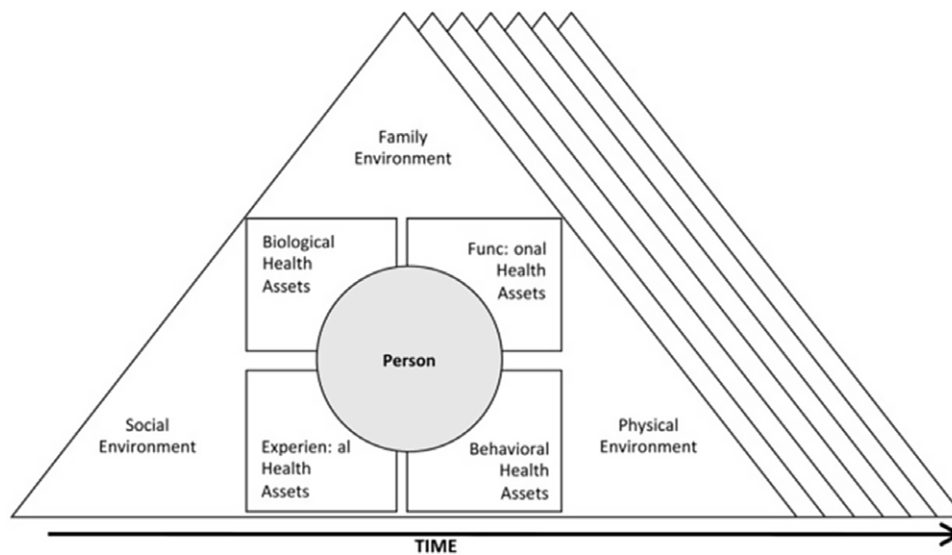 Family
Environment
Biological
Health
Assets
Func: onal
Health
Assets
Person
Social
Environment
Experien: al
Health
Assets
Behavioral
Health
Assets
Physical
Environment
TIME